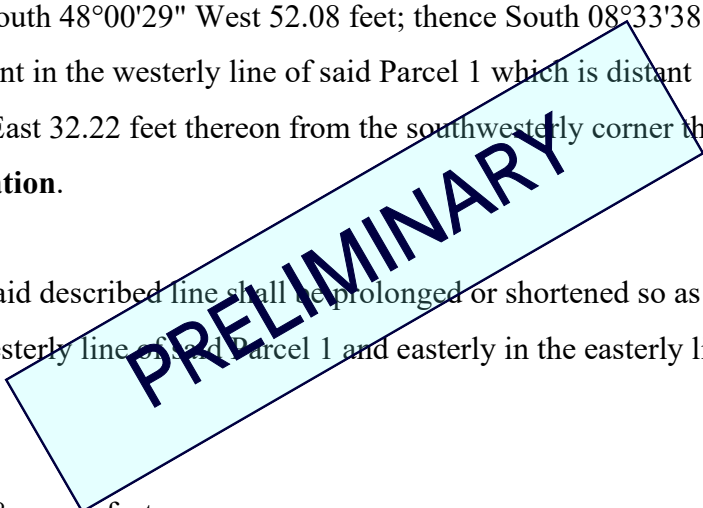 outh 48°00'29" West 52.08 feet; thence South 08°33'38
nt in the westerly line of said Parcel 1 which is distant
East 32.22 feet thereon from the southwesterly corner th
ation.
PRELIMINARY
aid described line shall be prolonged or shortened so as
esterly line of said Parcel 1 and easterly in the easterly li